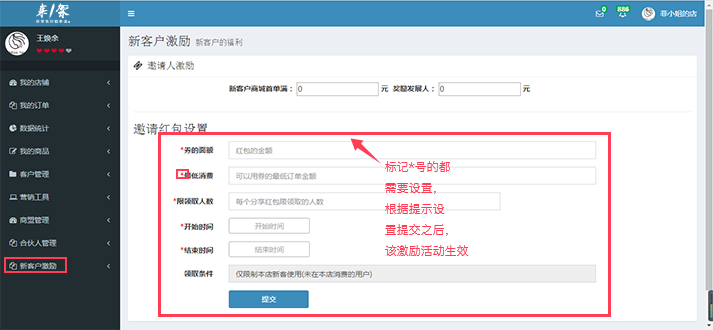 非1架
880
菲小姐的店
王焕余
新客户激励 新客户的福利
邀请人激励
我的店铺
新客户商城首单满： 0 元 奖励发展人： 0 元
我的订单
数据统计
邀请红包设置
我的商品
*券的面额 红包的金额
客户管理
*最低消费 可以用券的最低订单金额
营销工具
*限领取人数 每个分享红包限领取的人数
商盟管理
*开始时间 开始时间
合伙人管理
*结束时间 结束时间
新客户激励
领取条件 仅限制本店新客使用(未在本店消费的用户)
提交
标记*号的都
需要设置，
根据提示设
置提交之后，
该激励活动生效